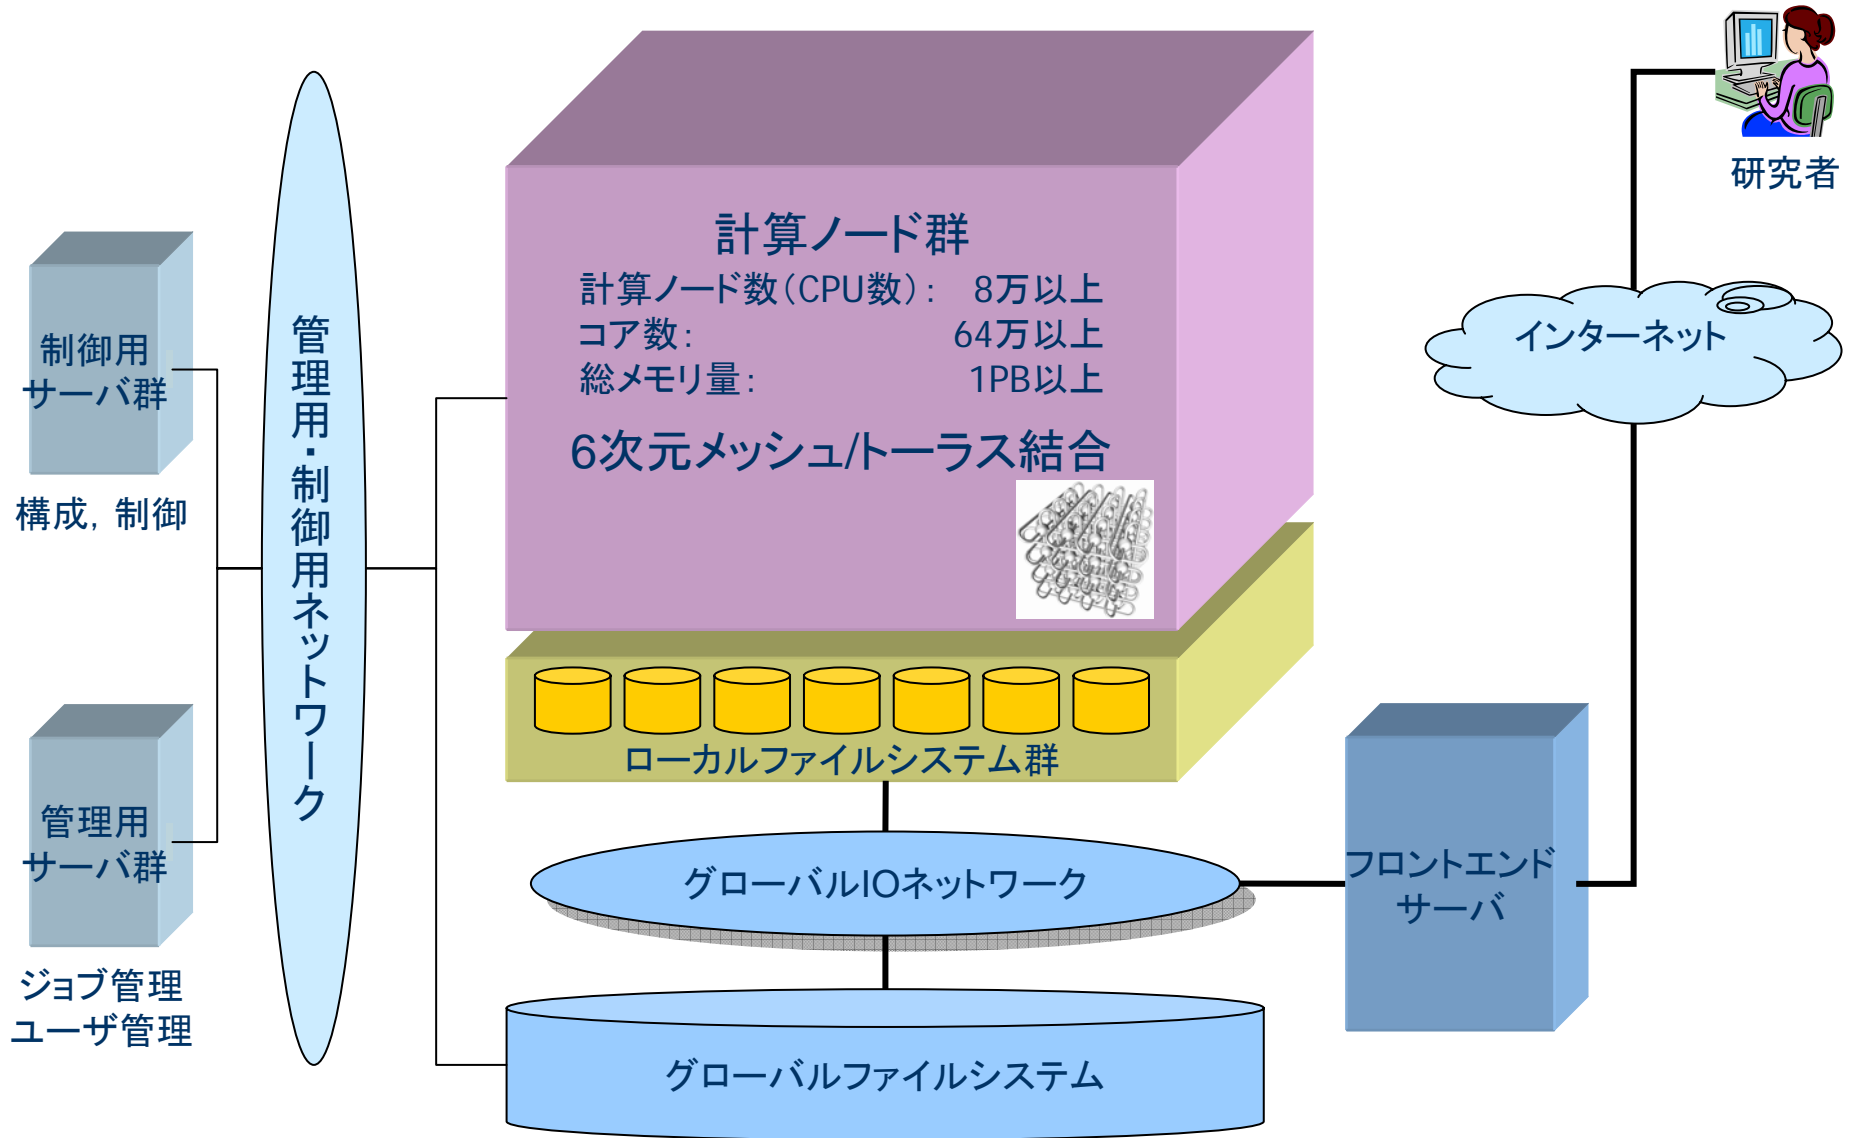 計算ノード群
計算ノード数(CPU数): 8万以上
コア数: 64万以上
総メモリ量: 1PB以上
6次元メッシュ/トーラス結合
ローカルファイルシステム群
グローバルIOネットワーク
グローバルファイルシステム
制御用
サーバ群
構成, 制御
管理用
サーバ群
ジョブ管理
ユーザ管理
管理用・制御用ネットワーク
研究者
インターネット
フロントエンド
サーバ